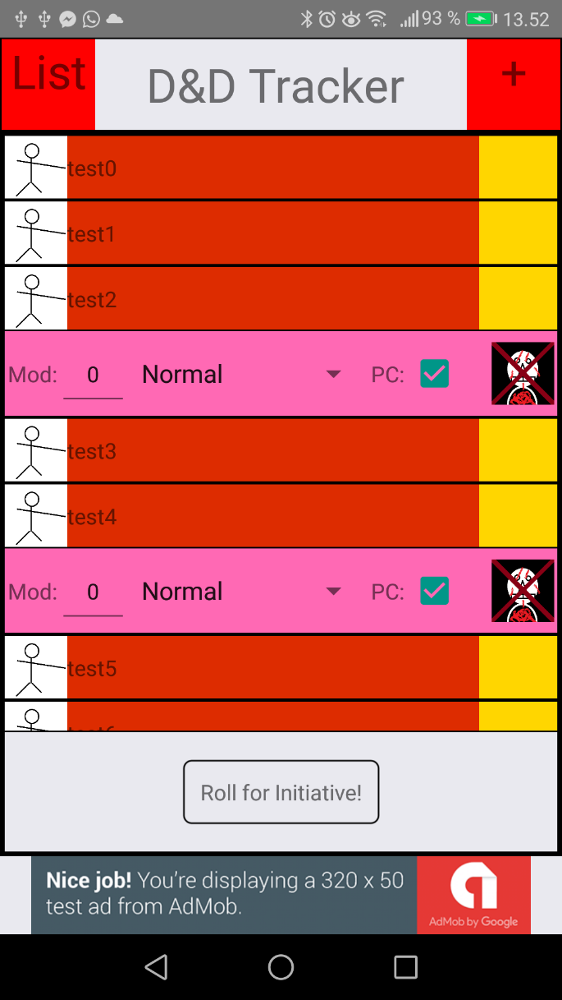 93 % 13.52
List D&D Tracker +
test0
test1
test2
Mod: 0 Normal PC:
test3
test4
Mod: 0 Normal PC:
test5
test6
Roll for Initiative!
Nice job! You're displaying a 320 x 50
test ad from AdMob.
AdMob by Google